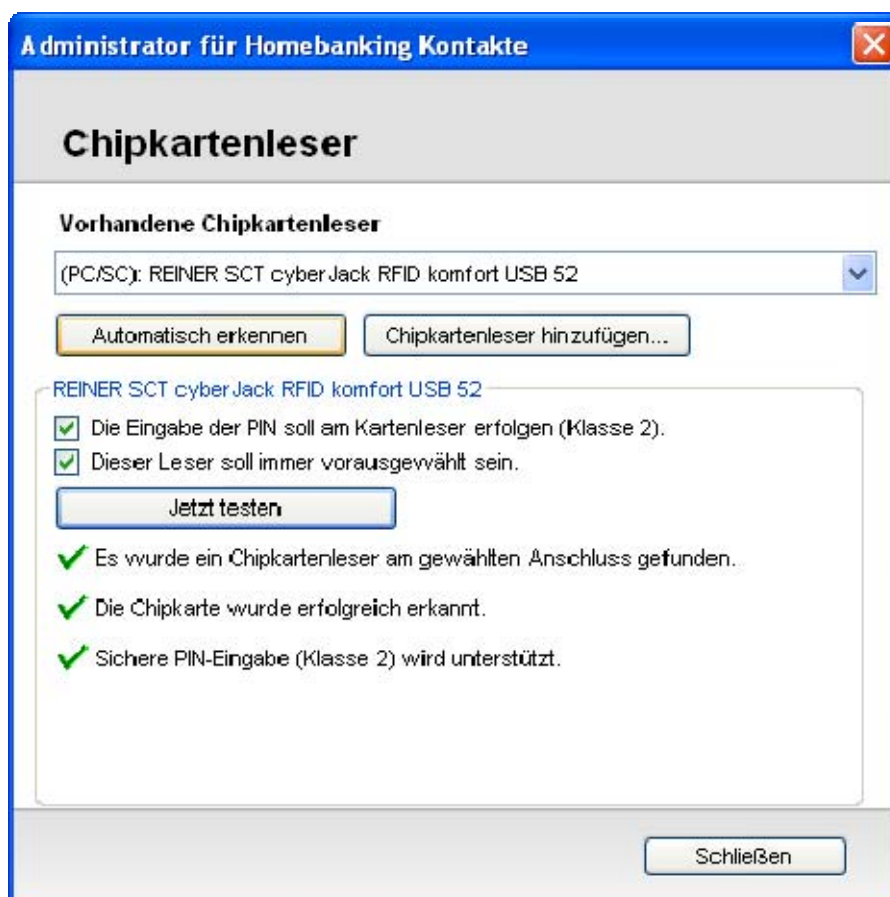 Administrator für Homebanking Kontakte
Chipkartenleser
Vorhandene Chipkartenleser
(PC/SC): REINER SCT cyberJack RFID komfort USB 52
Automatisch erkennen
Chipkartenleser hinzufügen...
REINER SCT cyberJack RFID komfort USB 52
Die Eingabe der PIN soll am Kartenleser erfolgen (Klasse 2).
Dieser Leser soll immer vorausgewählt sein.
Jetzt testen
Es wurde ein Chipkartenleser am gewählten Anschluss gefunden.
Die Chipkarte wurde erfolgreich erkannt.
Sichere PIN-Eingabe (Klasse 2) wird unterstützt.
Schließen